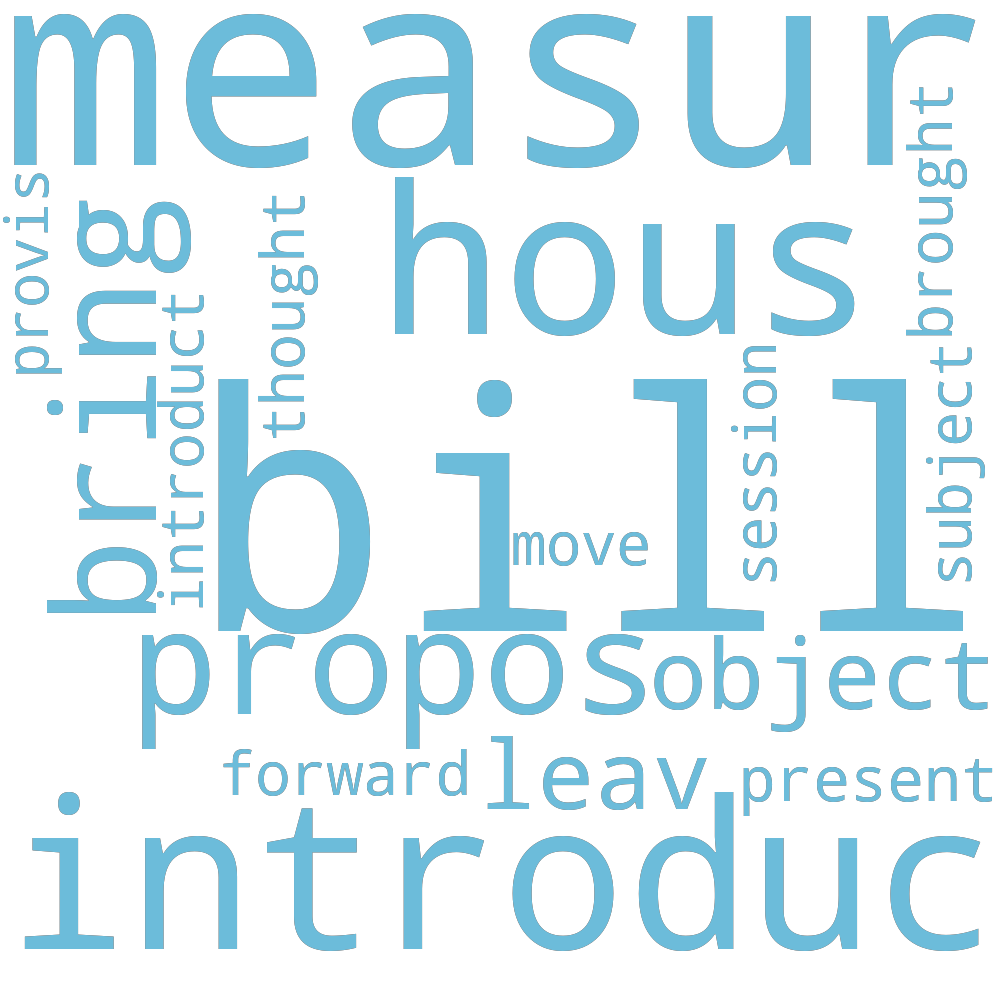 measur
brought
provis
bring
thought
hous
introduct
session
subject
bill
move
propos
object
forward
leav
present
introduc